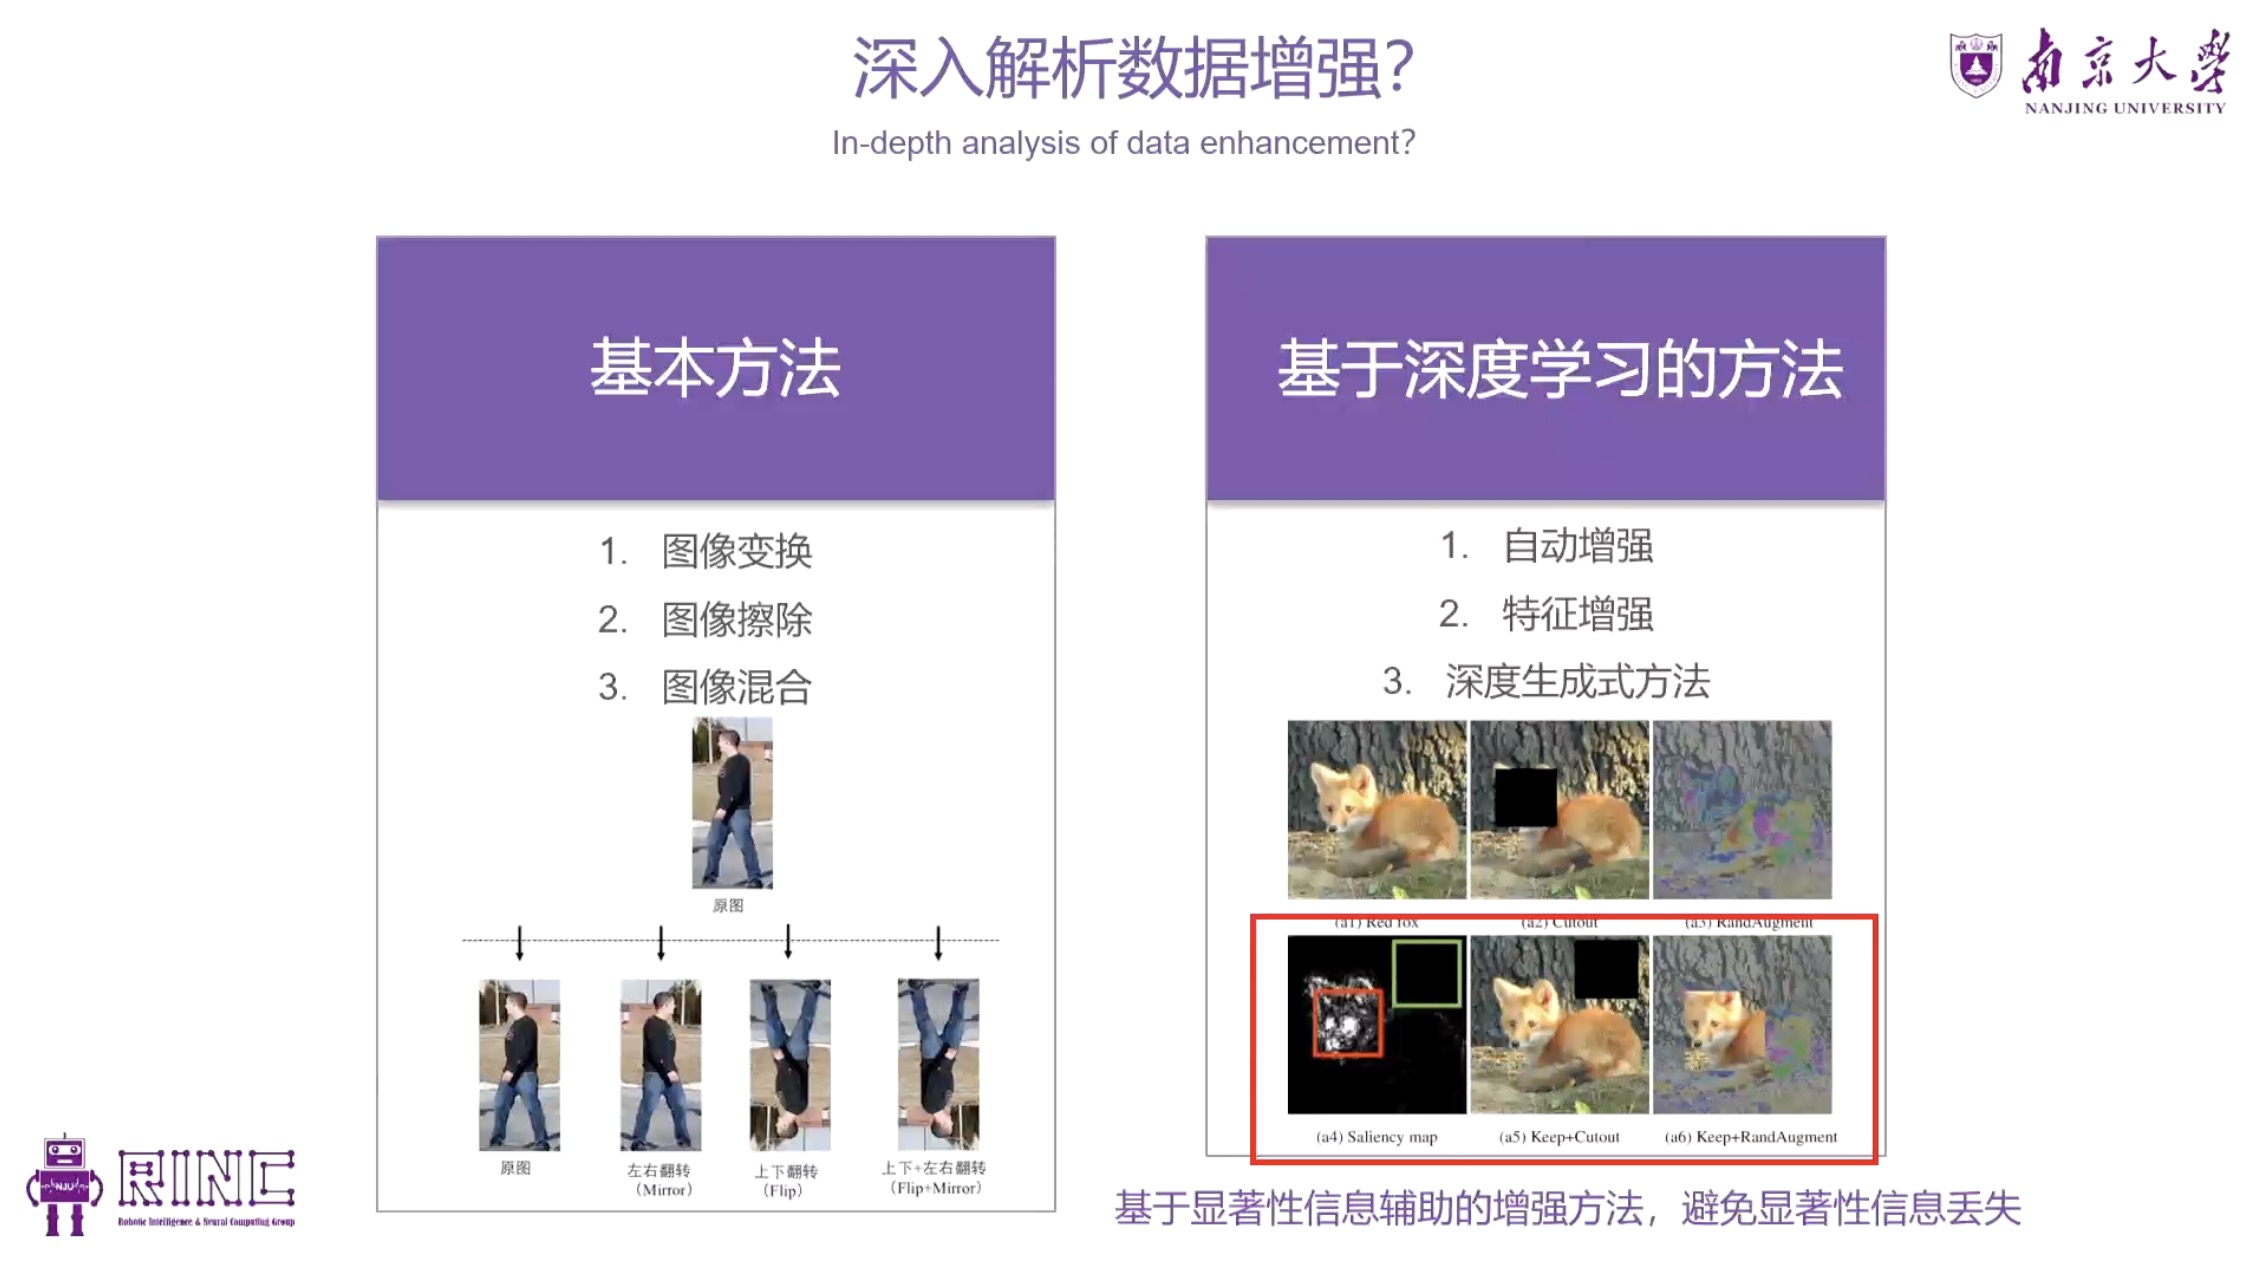 深入解析数据增强?
In-depth analysis of data enhancement?
南京大学
NANJING UNIVERSITY
基本方法
1. 图像变换
2. 图像擦除
3. 图像混合
原图
原图
左右翻转
(Mirror)
上下翻转
(Flip)
上下+左右翻转
(Flip+Mirror)
基于深度学习的方法
1. 自动增强
2. 特征增强
3. 深度生成式方法
(a1) Red fox
(a2) Cutout
(a3) RandAugment
(a4) Saliency map
(a5) Keep+Cutout
(a6) Keep+RandAugment
基于显著性信息辅助的增强方法，避免显著性信息丢失
NJU
RINC
Robotic Intelligence & Neural Computing Group